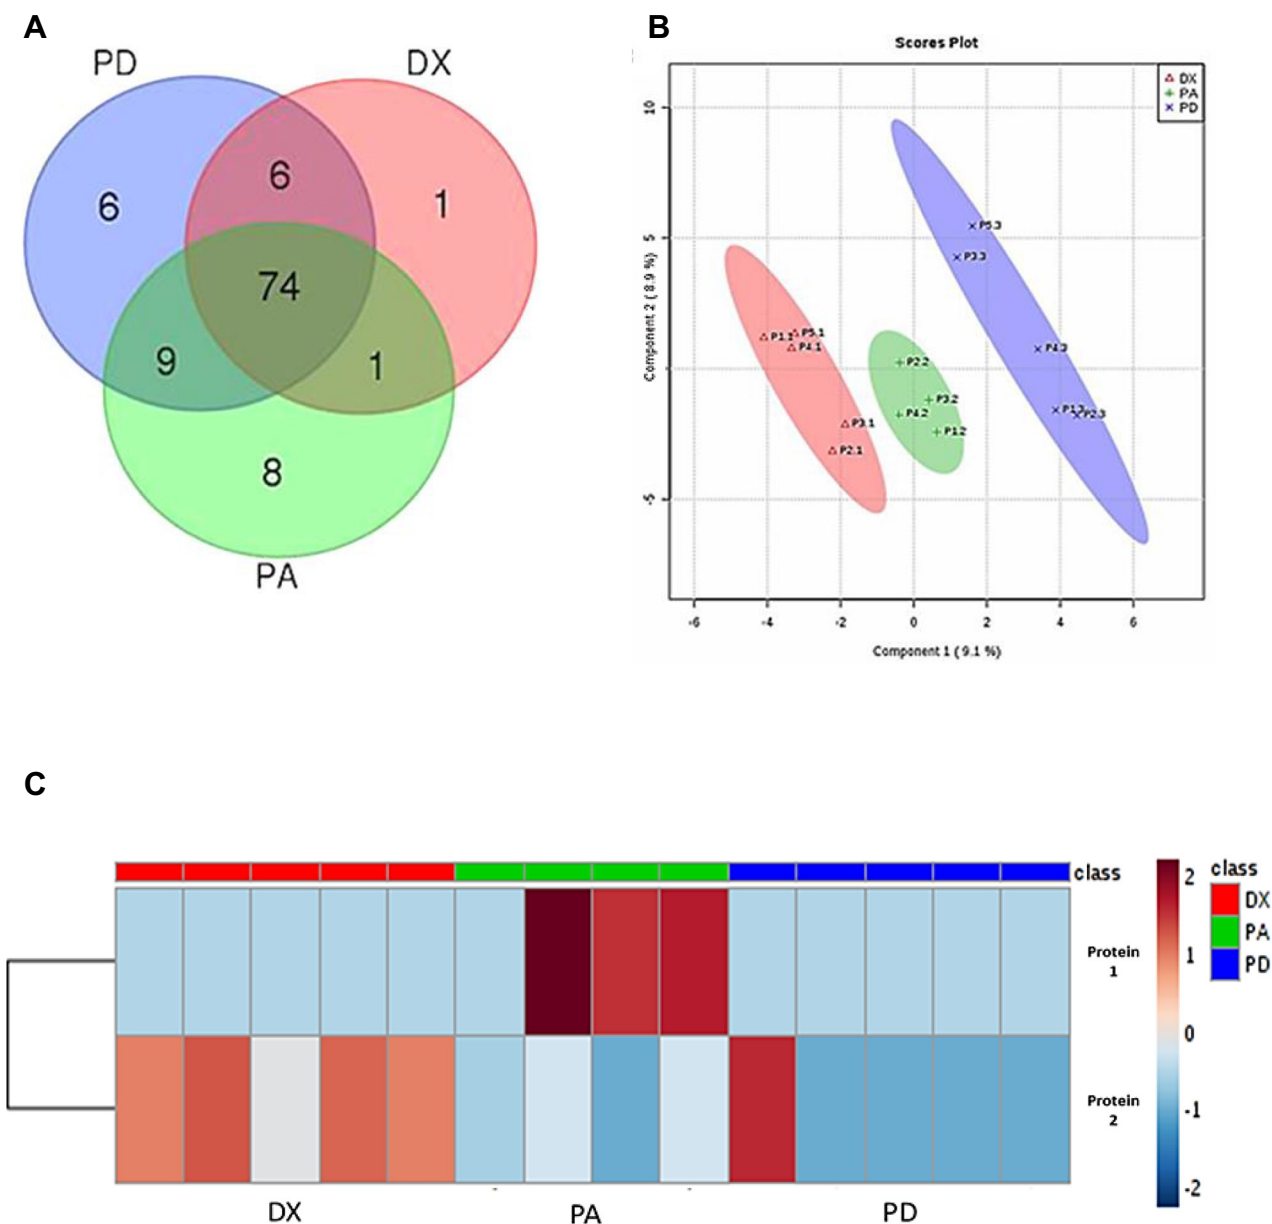 A
PD
DX
6
6
1
74
9
1
8
PA
B
Scores Plot
DX
PA
PD
10
5
-5
Component 2 ( 8.9 %)
P5.3
P3.3
P4.3
P2.3
P5.1
P4.1
P3.1
P2.1
P2.2
P3.2
P4.2
P1.2
-6
-4
-2
0
2
4
6
Component 1 ( 9.1 %)
C
class
Protein
1
Protein
2
2
1
0
-1
-2
class
DX
PA
PD
DX
PA
PD